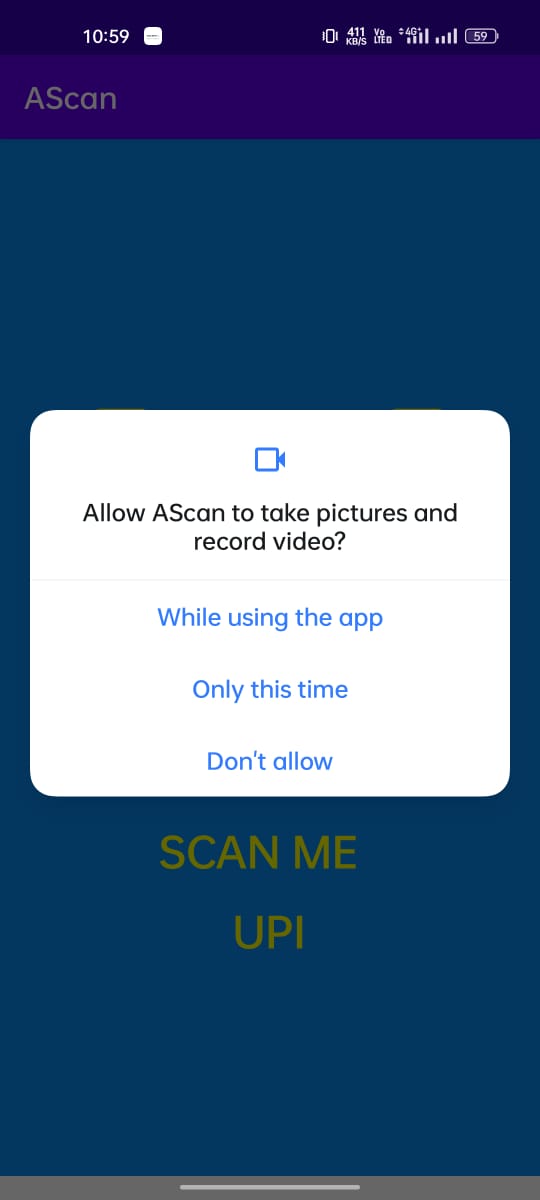 10:59
411
KB/S
Vo
LTE
4G+
59
AScan
Allow AScan to take pictures and
record video?
While using the app
Only this time
Don't allow
SCAN ME
UPI